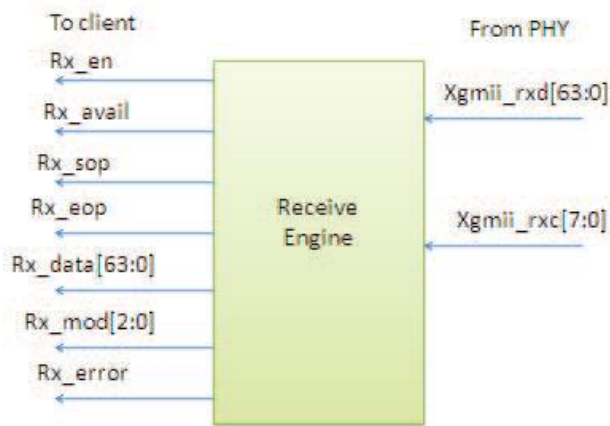 To client
From PHY
Rx_en
Xgmii_rxd[63:0]
Rx_avail
Rx_sop
Rx_eop
Receive
Engine
Xgmii_rxc[7:0]
Rx_data[63:0]
Rx_mod[2:0]
Rx_error